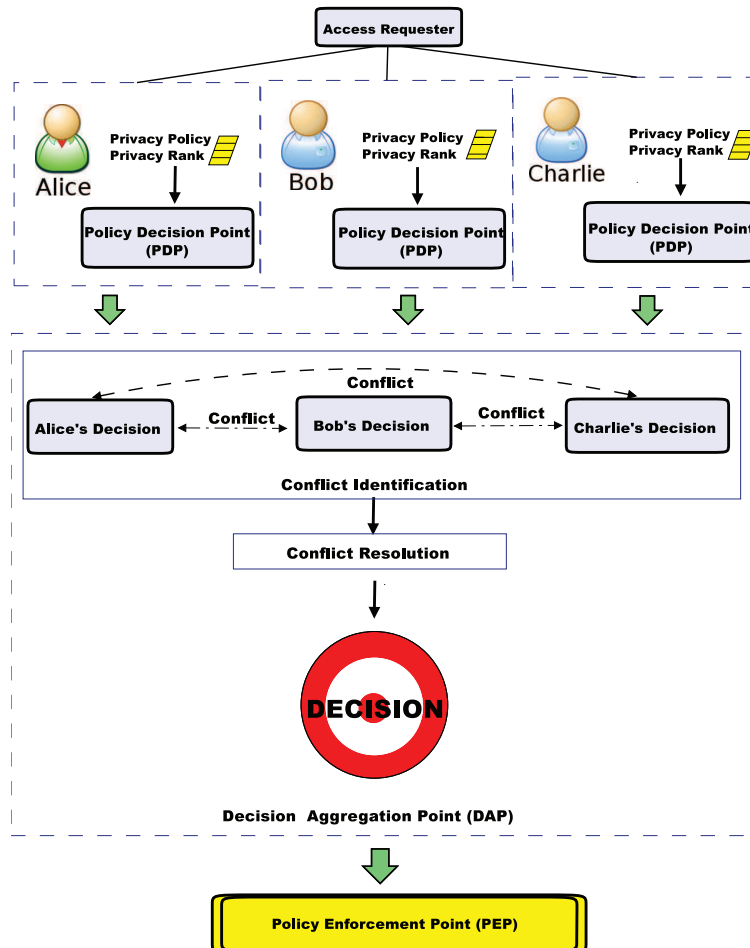 Access Requester
Privacy Policy
Privacy Rank
Alice
Policy Decision Point
(PDP)
Privacy Policy
Privacy Rank
Bob
Policy Decision Point
(PDP)
Privacy Policy
Privacy Rank
Charlie
Policy Decision Point
(PDP)
Conflict
Alice's Decision
Conflict
Bob's Decision
Conflict
Charlie's Decision
Conflict Identification
Conflict Resolution
DECISION
Decision Aggregation Point (DAP)
Policy Enforcement Point (PEP)